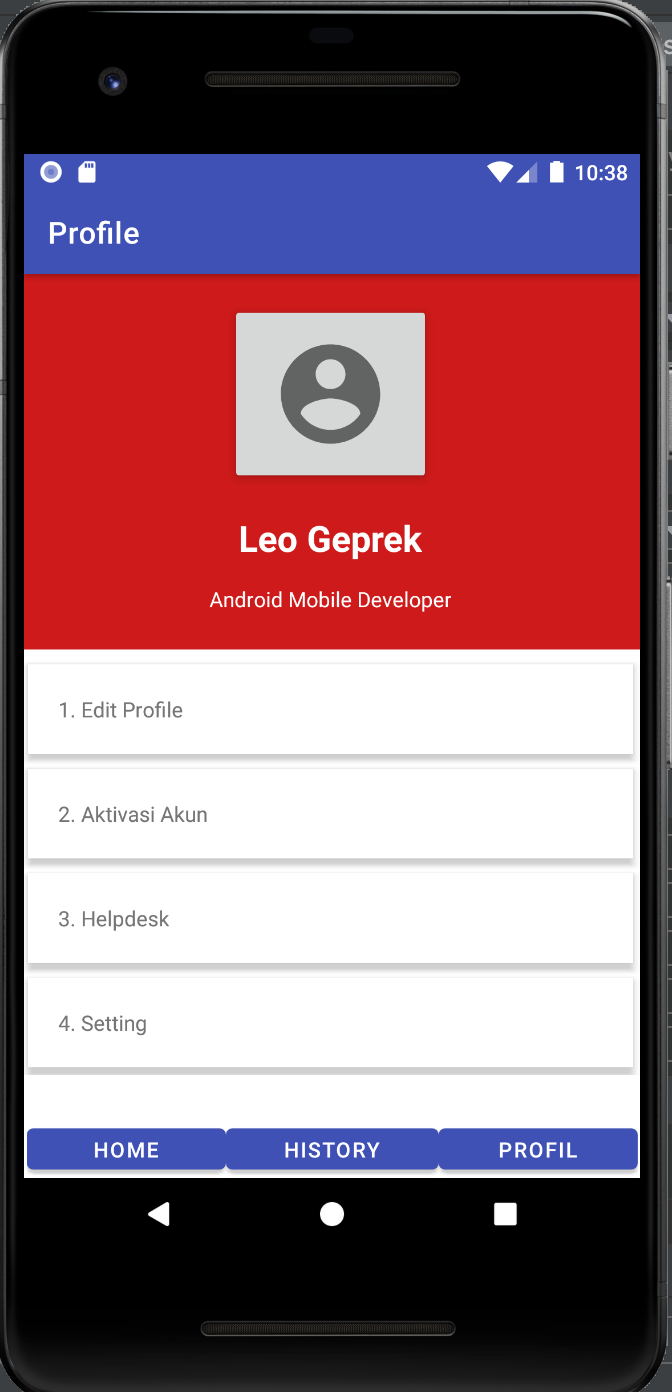 10:38
Profile
Leo Geprek
Android Mobile Developer
1. Edit Profile
2. Aktivasi Akun
3. Helpdesk
4. Setting
HOME HISTORY PROFIL